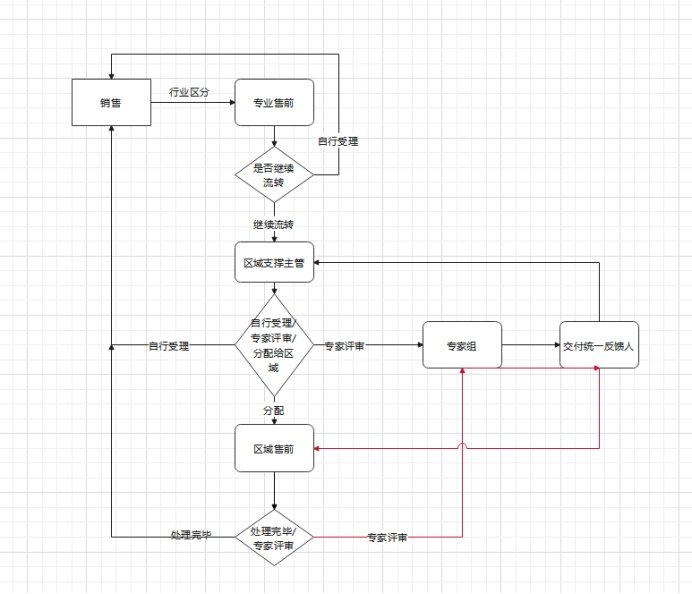 销售
行业区分
专业售前
自行受理
是否继续
流转
继续流转
区域支撑主管
自行受理/
专家评审/
分配给区
域
自行受理
专家评审
专家组
交付统一反馈人
分配
区域售前
处理完毕/
专家评审
处理完毕
专家评审